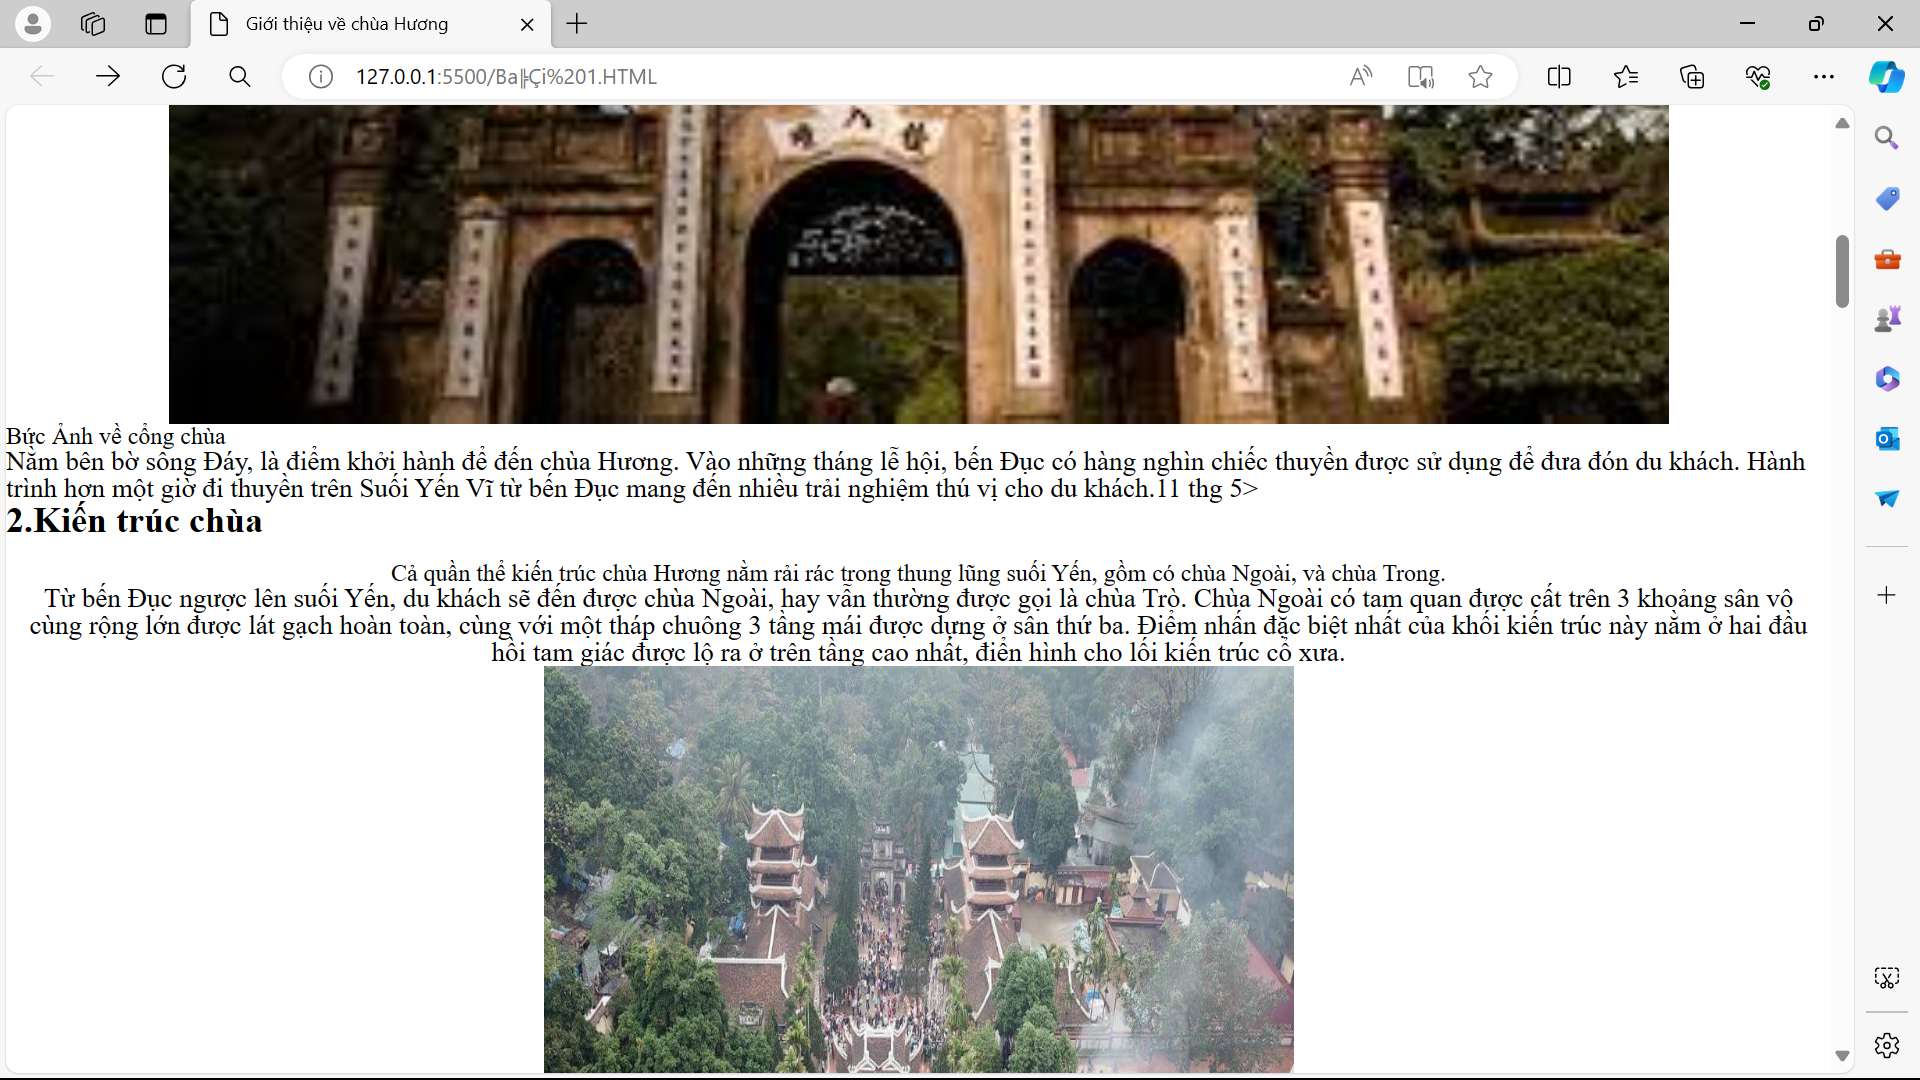 Giới thiệu về chùa Hương
127.0.0.1:5500/Ba╠Çi%201.HTML
Bức Ảnh về cổng chùa
Nằm bên bờ sông Đáy, là điểm khởi hành để đến chùa Hương. Vào những tháng lễ hội, bến Đục có hàng nghìn chiếc thuyền được sử dụng để đưa đón du khách. Hành
trình hơn một giờ đi thuyền trên Suối Yến Vĩ từ bến Đục mang đến nhiều trải nghiệm thú vị cho du khách.11 thg 5>
2.Kiến trúc chùa
Cả quần thể kiến trúc chùa Hương nằm rải rác trong thung lũng suối Yến, gồm có chùa Ngoài, và chùa Trong.
Từ bến Đục ngược lên suối Yến, du khách sẽ đến được chùa Ngoài, hay vẫn thường được gọi là chùa Trò. Chùa Ngoài có tam quan được cất trên 3 khoảng sân vô
cùng rộng lớn được lát gạch hoàn toàn, cùng với một tháp chuông 3 tầng mái được dựng ở sân thứ ba. Điểm nhấn đặc biệt nhất của khối kiến trúc này nằm ở hai đầu
hồi tam giác được lộ ra ở trên tầng cao nhất, điển hình cho lối kiến trúc cổ xưa.